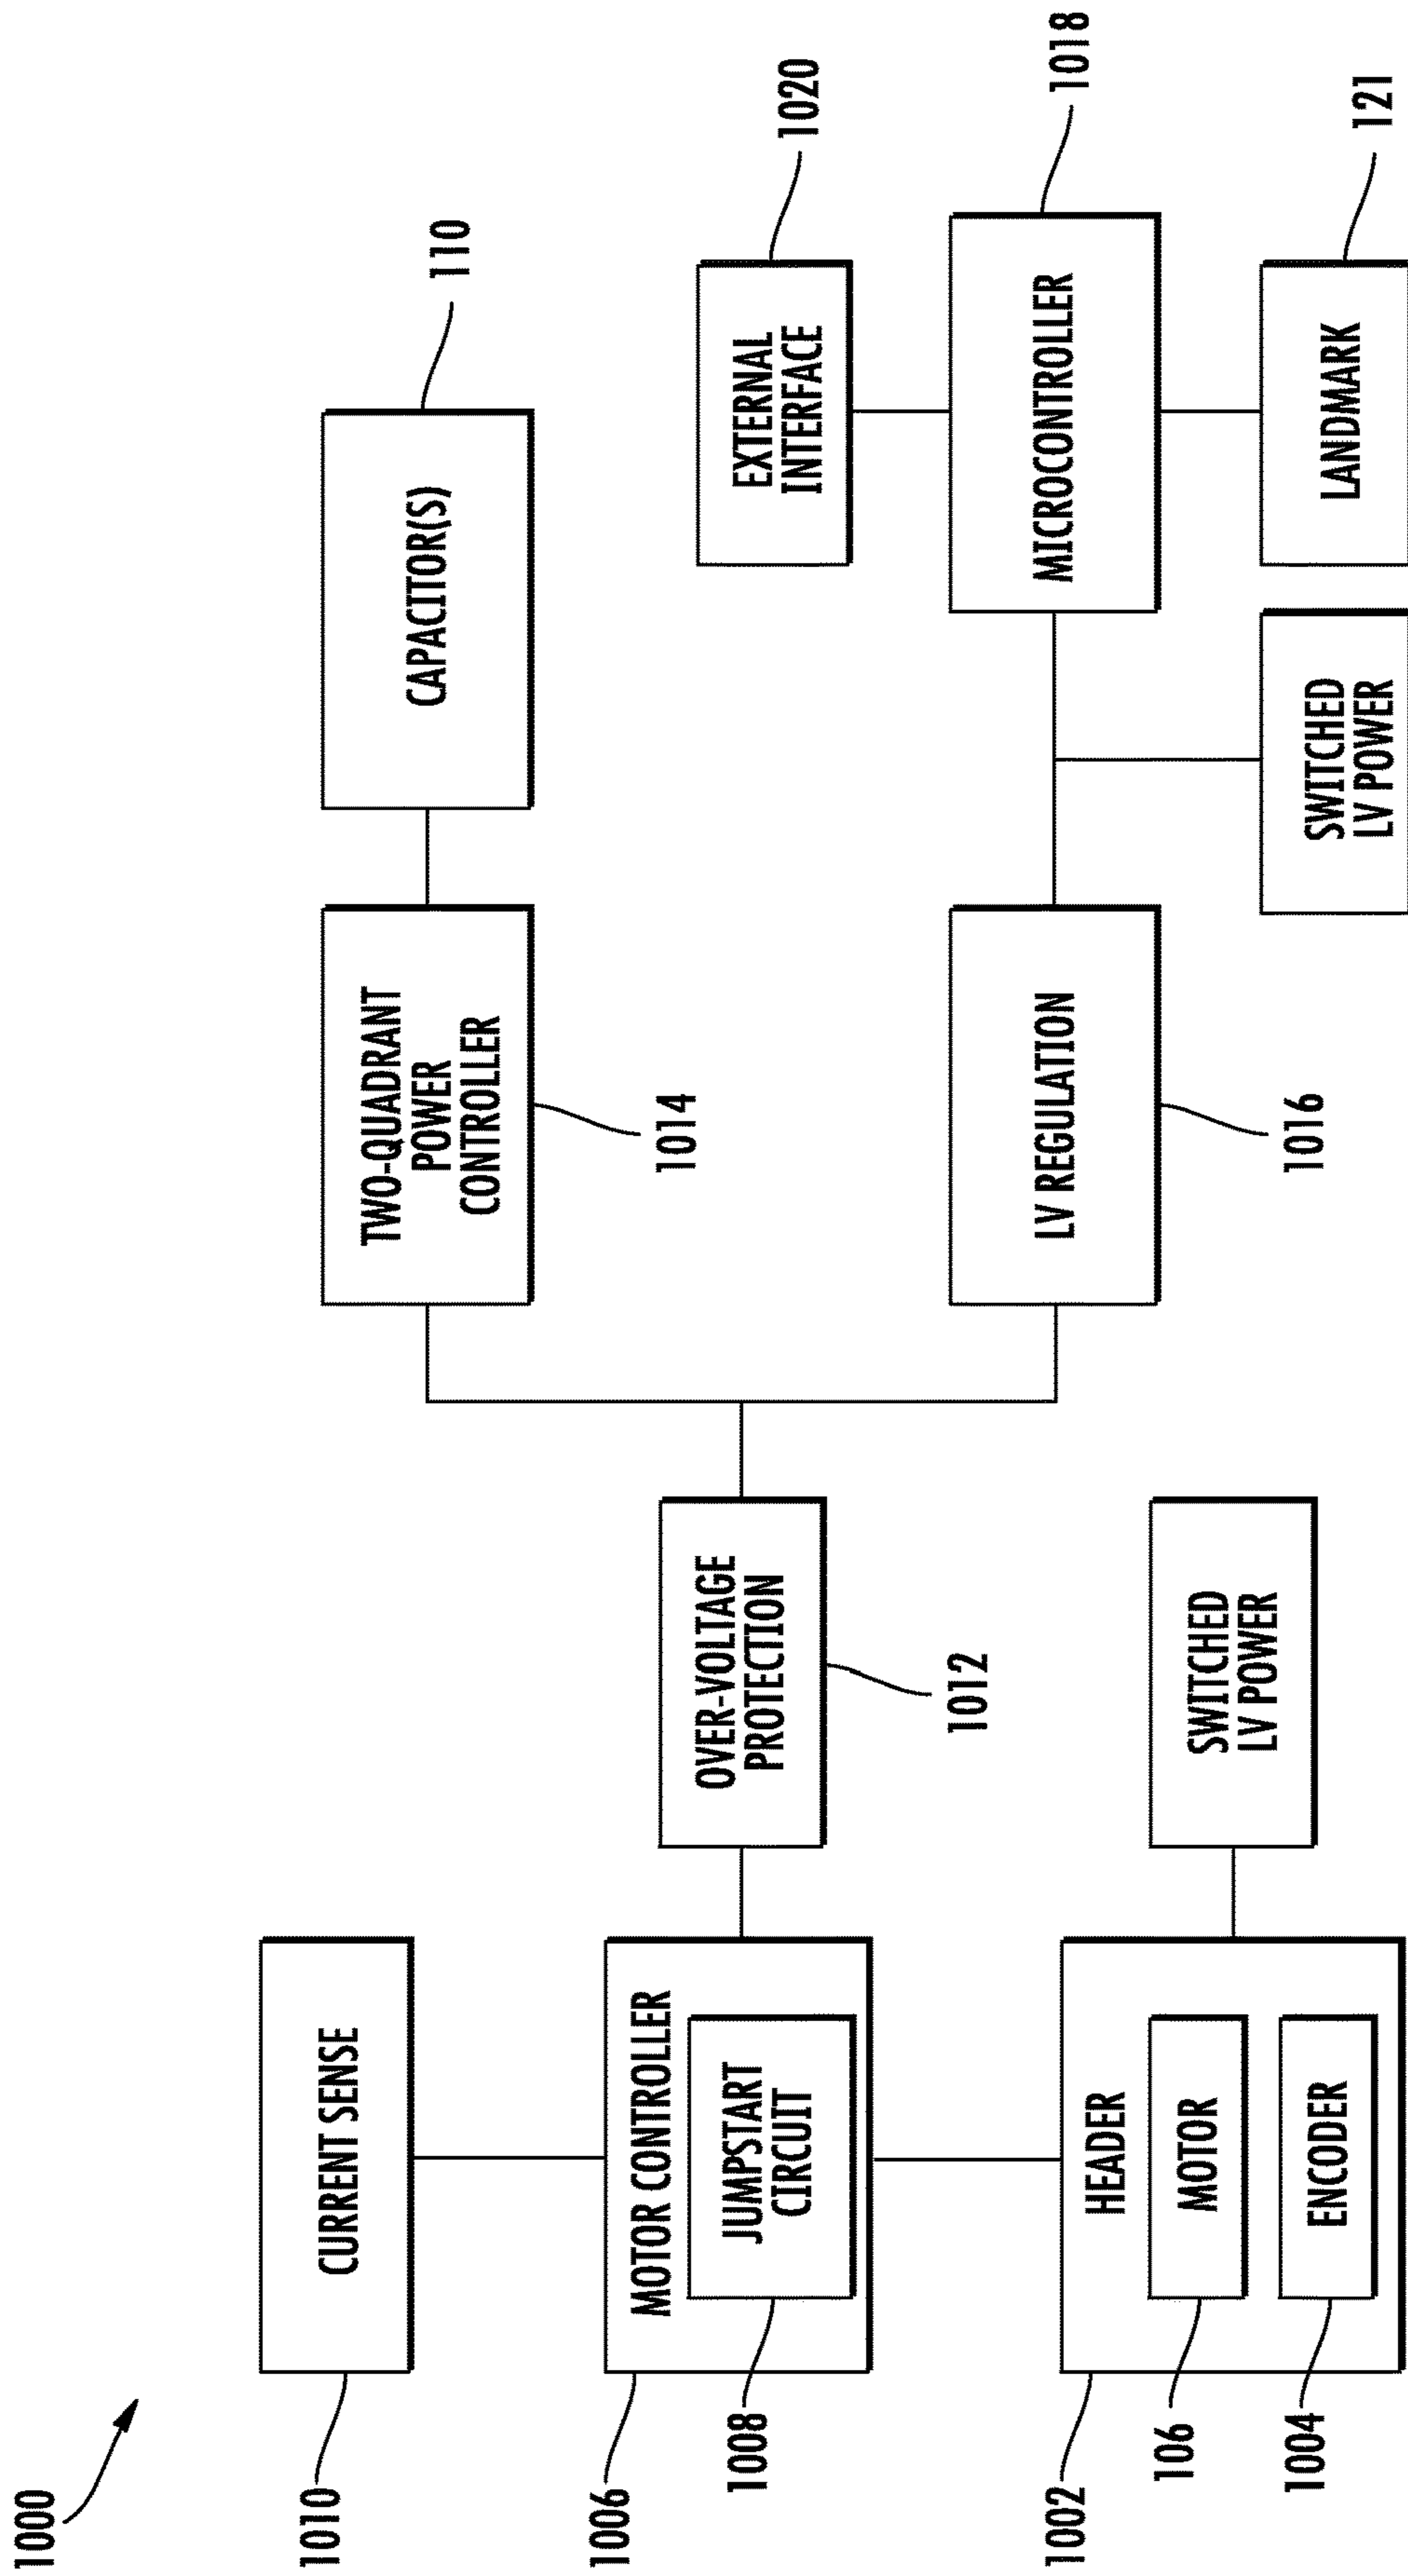 1000
CURRENT SENSE
1010
MOTOR CONTROLLER
1006
JUMPSTART
CIRCUIT
1008
HEADER
1002
MOTOR
106
ENCODER
1004
SWITCHED
LV POWER
OVER-VOLTAGE
PROTECTION
1012
TWO-QUADRANT
POWER
CONTROLLER
1014
CAPACITOR(S)
110
LV REGULATION
1016
SWITCHED
LV POWER
EXTERNAL
INTERFACE
1020
MICROCONTROLLER
1018
LANDMARK
121